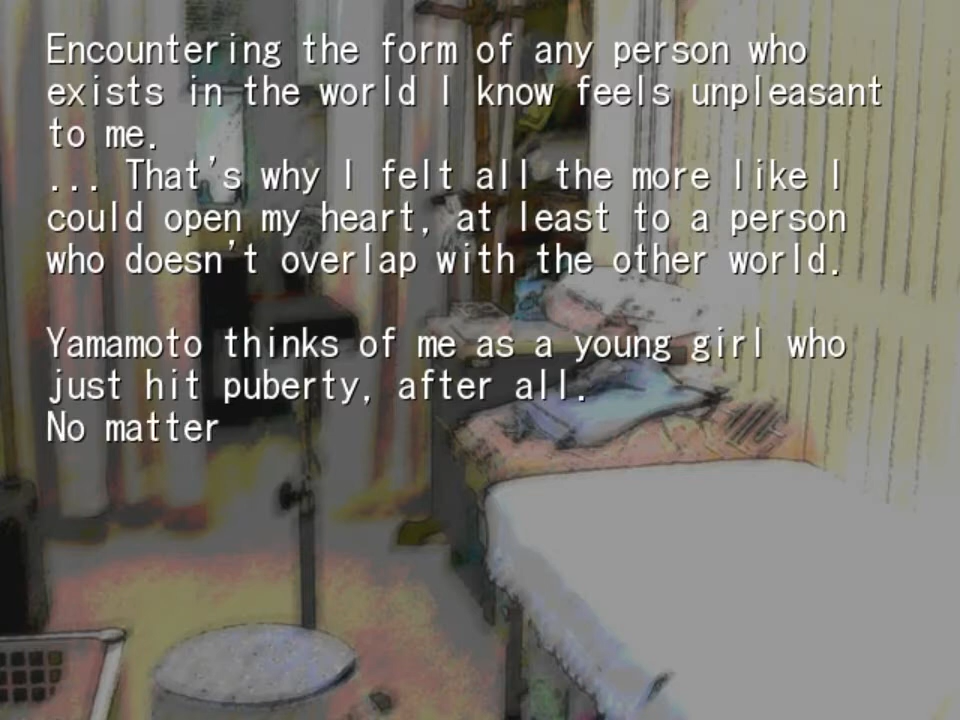 Encountering the form of any person who
exists in the world I know feels unpleasant
to me.
... That's why I felt all the more like I
could open my heart, at least to a person
who doesn't overlap with the other world.
Yamamoto thinks of me as a young girl who
just hit puberty, after all.
No matter